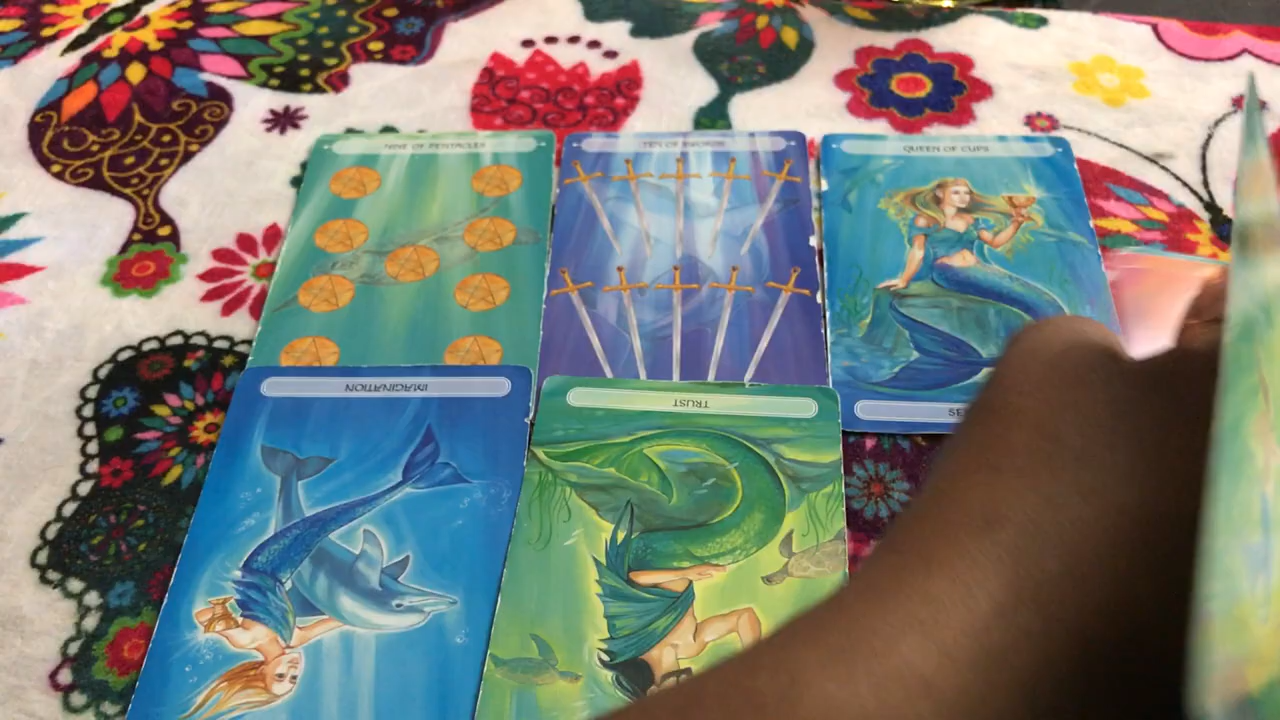 NINE OF PENTACLES
TEN OF SWORDS
QUEEN OF CUPS
IMAGINATION
TRUST